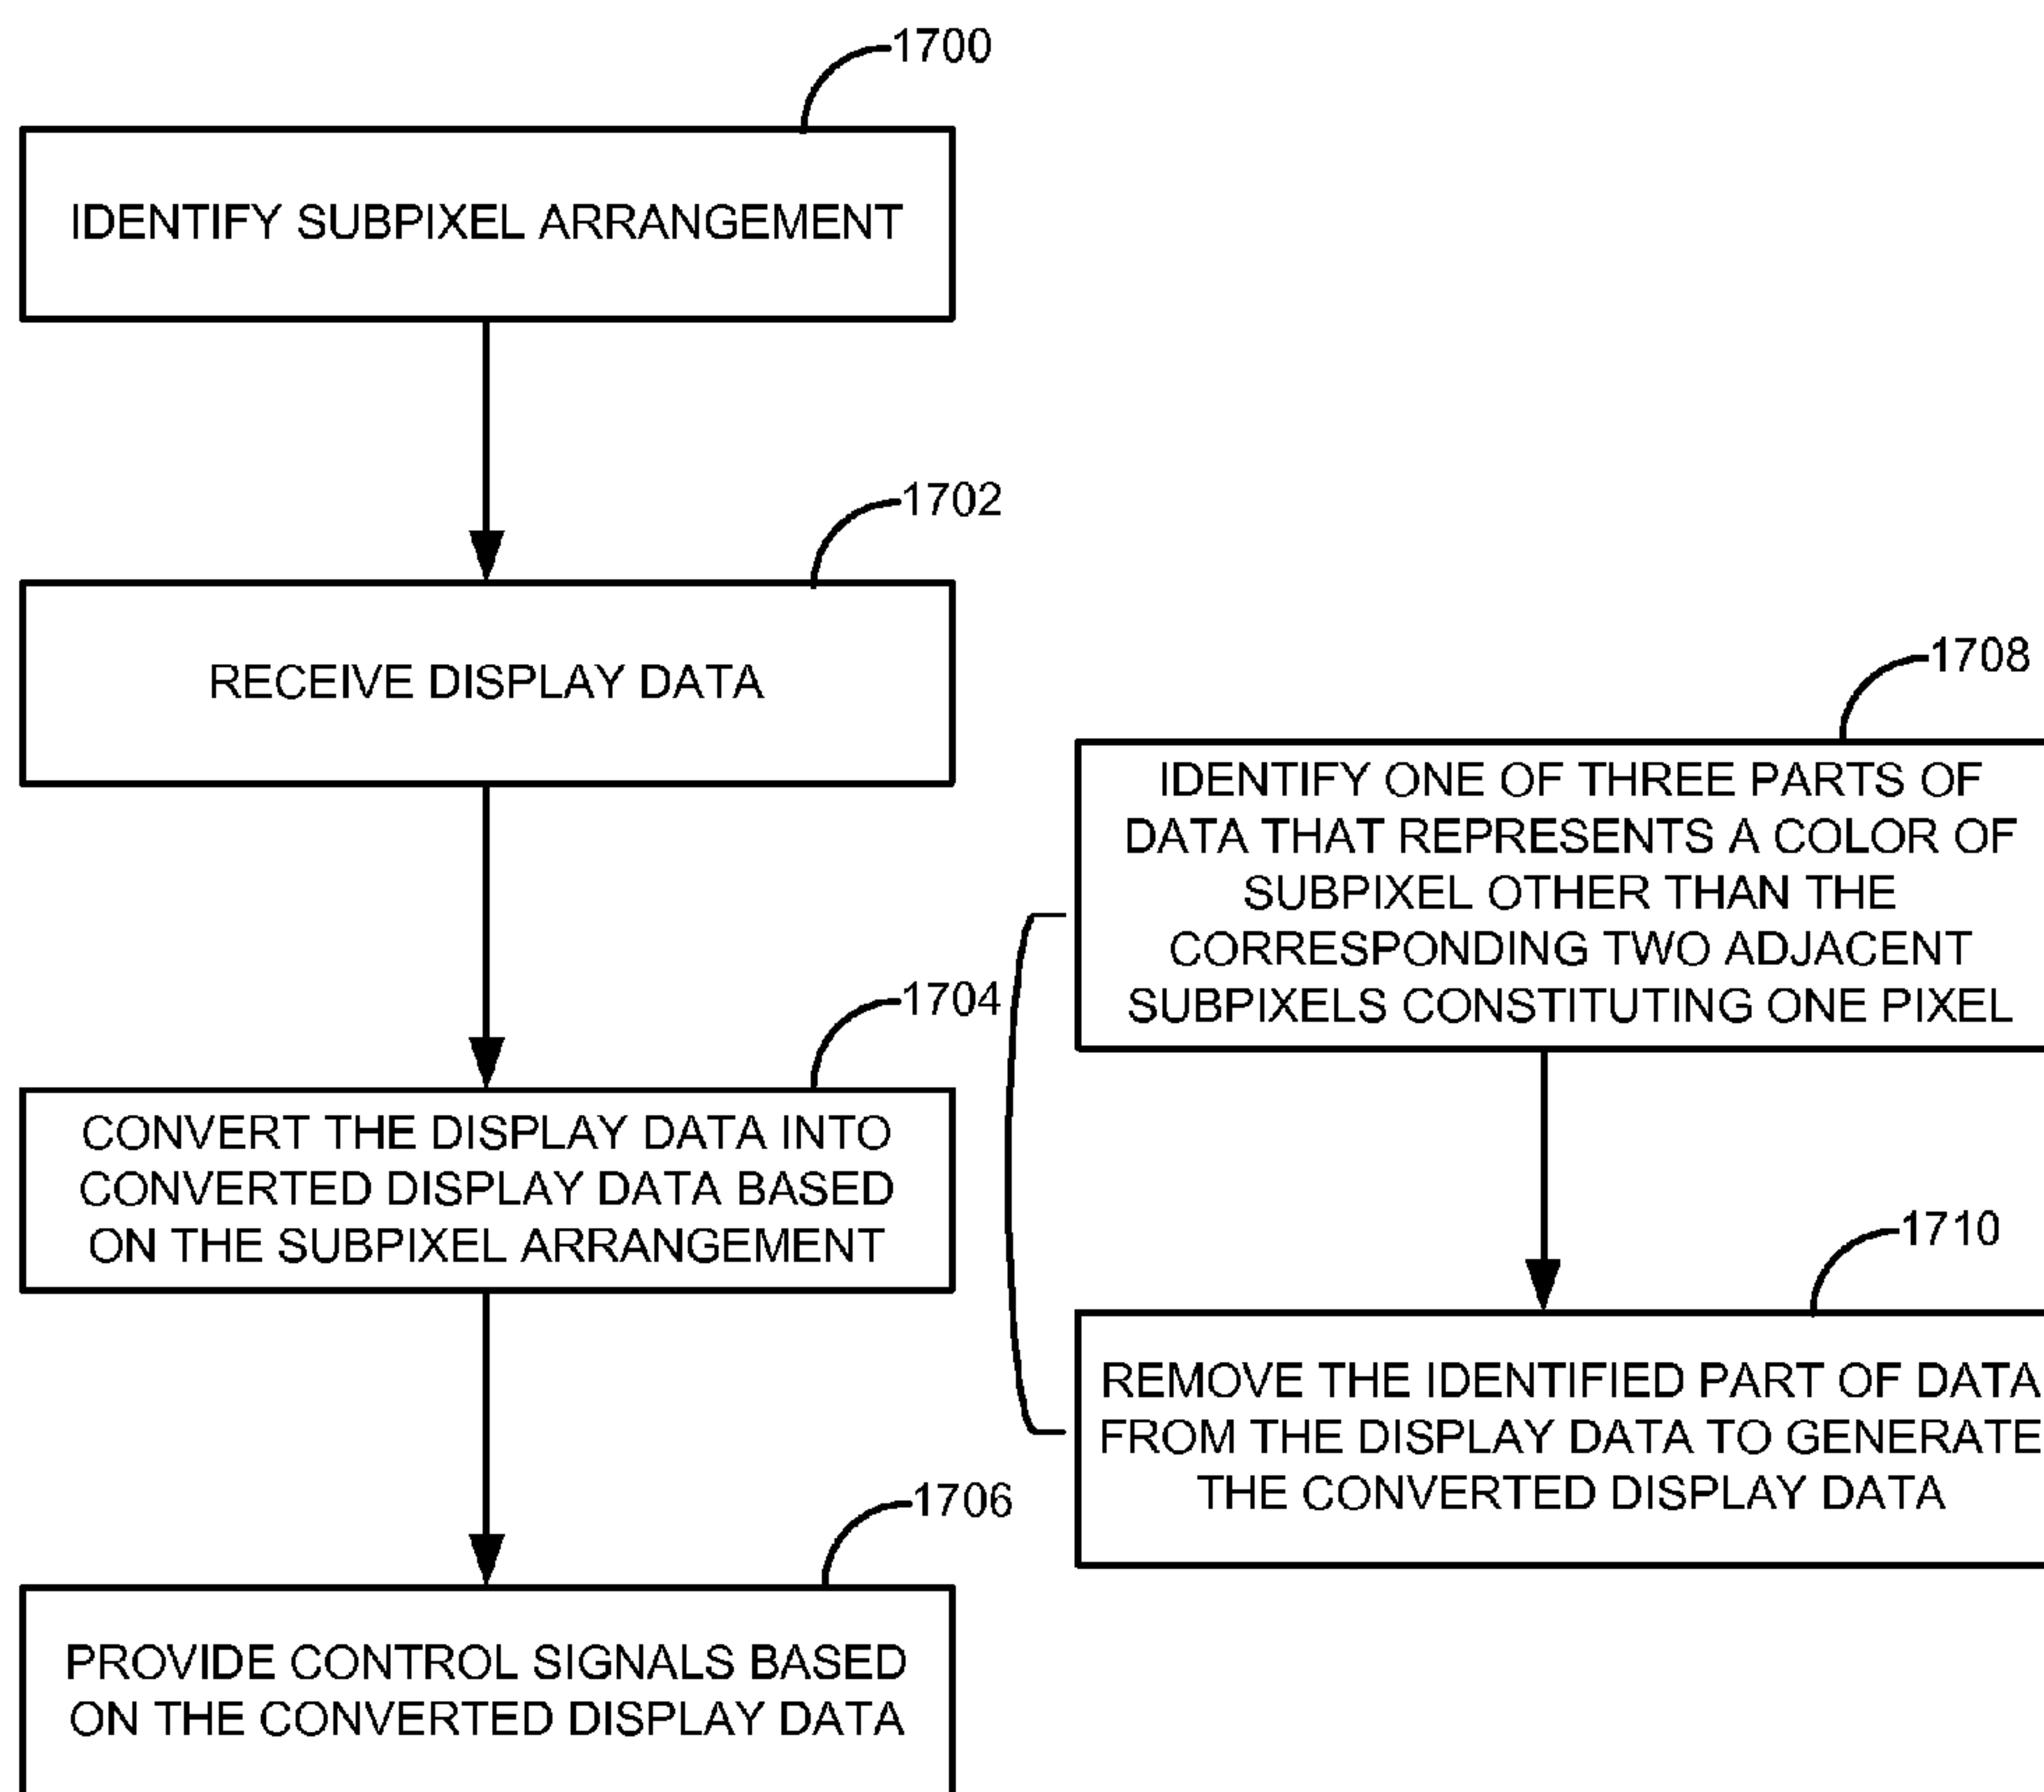 1700
IDENTIFY SUBPIXEL ARRANGEMENT
1702
RECEIVE DISPLAY DATA
1704
CONVERT THE DISPLAY DATA INTO
CONVERTED DISPLAY DATA BASED
ON THE SUBPIXEL ARRANGEMENT
1706
PROVIDE CONTROL SIGNALS BASED
ON THE CONVERTED DISPLAY DATA
1708
IDENTIFY ONE OF THREE PARTS OF
DATA THAT REPRESENTS A COLOR OF
SUBPIXEL OTHER THAN THE
CORRESPONDING TWO ADJACENT
SUBPIXELS CONSTITUTING ONE PIXEL
1710
REMOVE THE IDENTIFIED PART OF DATA
FROM THE DISPLAY DATA TO GENERATE
THE CONVERTED DISPLAY DATA